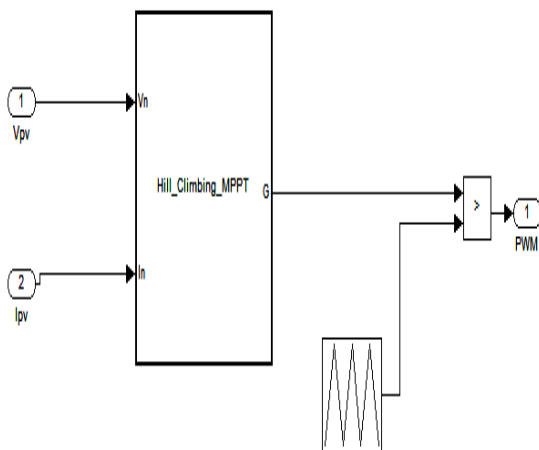 1
Vpv
Vn
Hill_Climbing_MPPT
G
>
1
PWM
2
Ipv
In